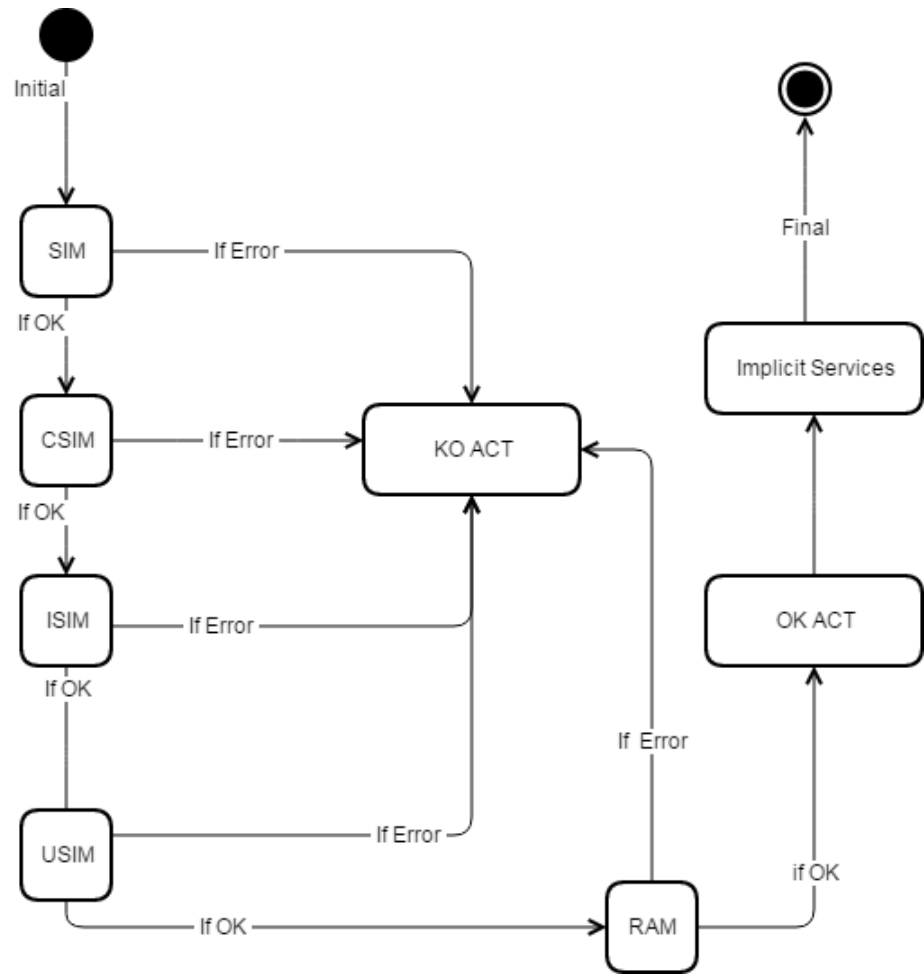 Initial
SIM
If Error
If OK
CSIM
If Error
KO ACT
If OK
ISIM
If Error
If OK
USIM
If Error
If OK
RAM
If  Error
if OK
OK ACT
Implicit Services
Final